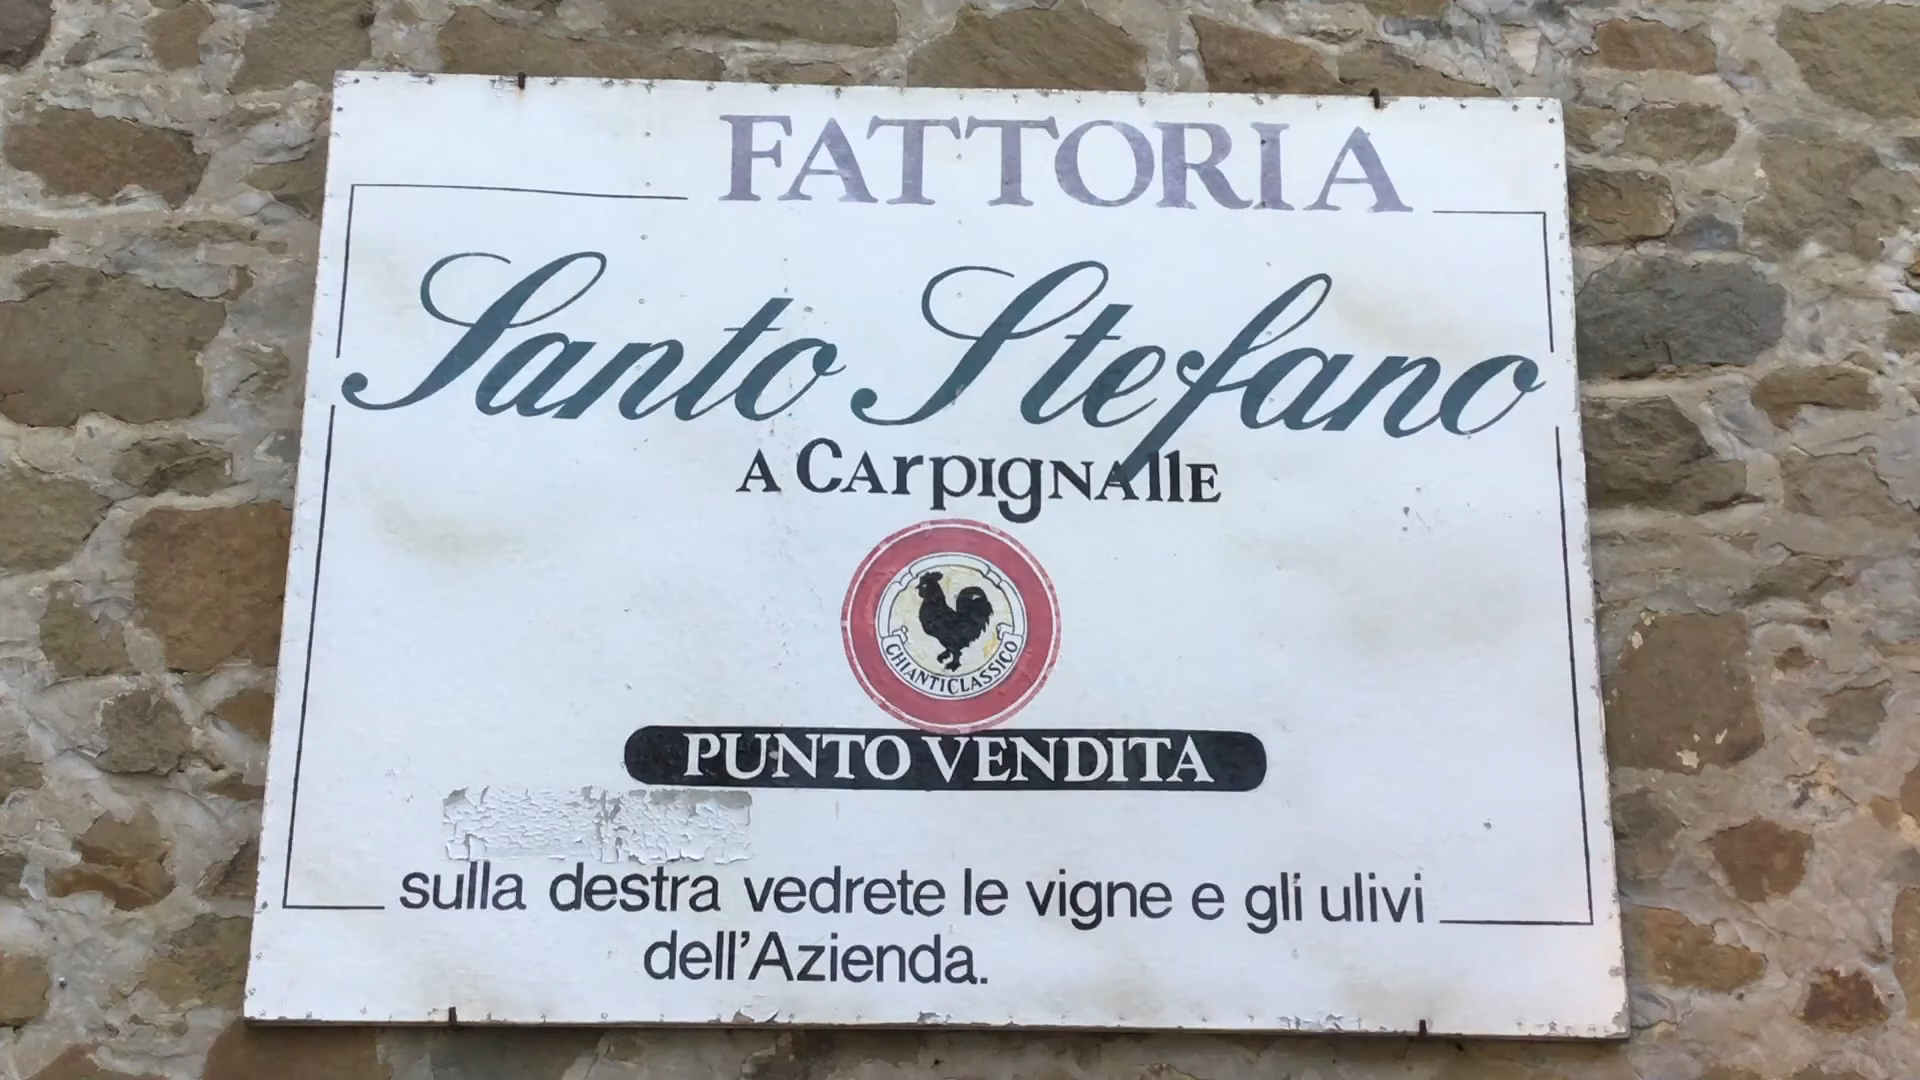 FATTORIA
Santo Stefano
A CArpigNAllE
CHIANTI CLASSICO
PUNTO VENDITA
sulla destra vedrete le vigne e gli ulivi
dell'Azienda.